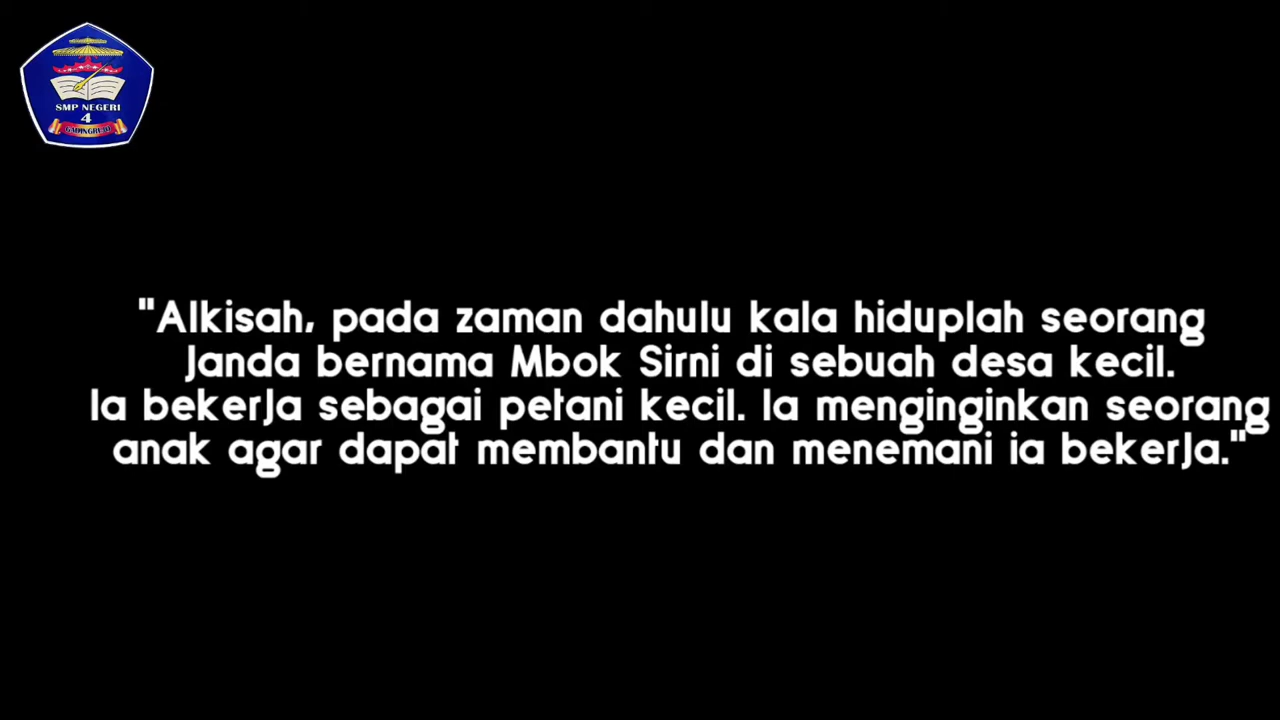 SMP NEGERI
4
"Alkisah, pada zaman dahulu kala hiduplah seorang
Janda bernama Mbok Sirni di sebuah desa kecil.
Ia bekerJa sebagai petani kecil. Ia menginginkan seorang
anak agar dapat membantu dan menemani ia bekerJa."